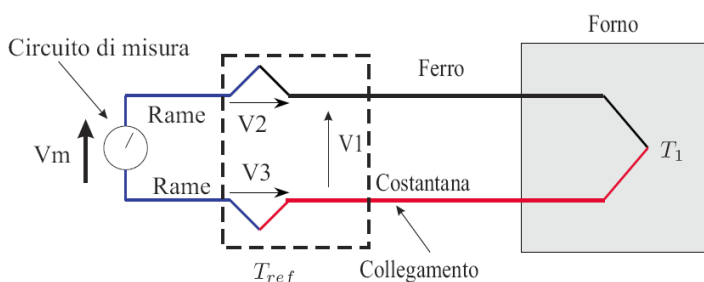 Forno
Circuito di misura
Ferro
Rame
V2
Vm
V1
T1
V3
Rame
Costantana
Tref
Collegamento